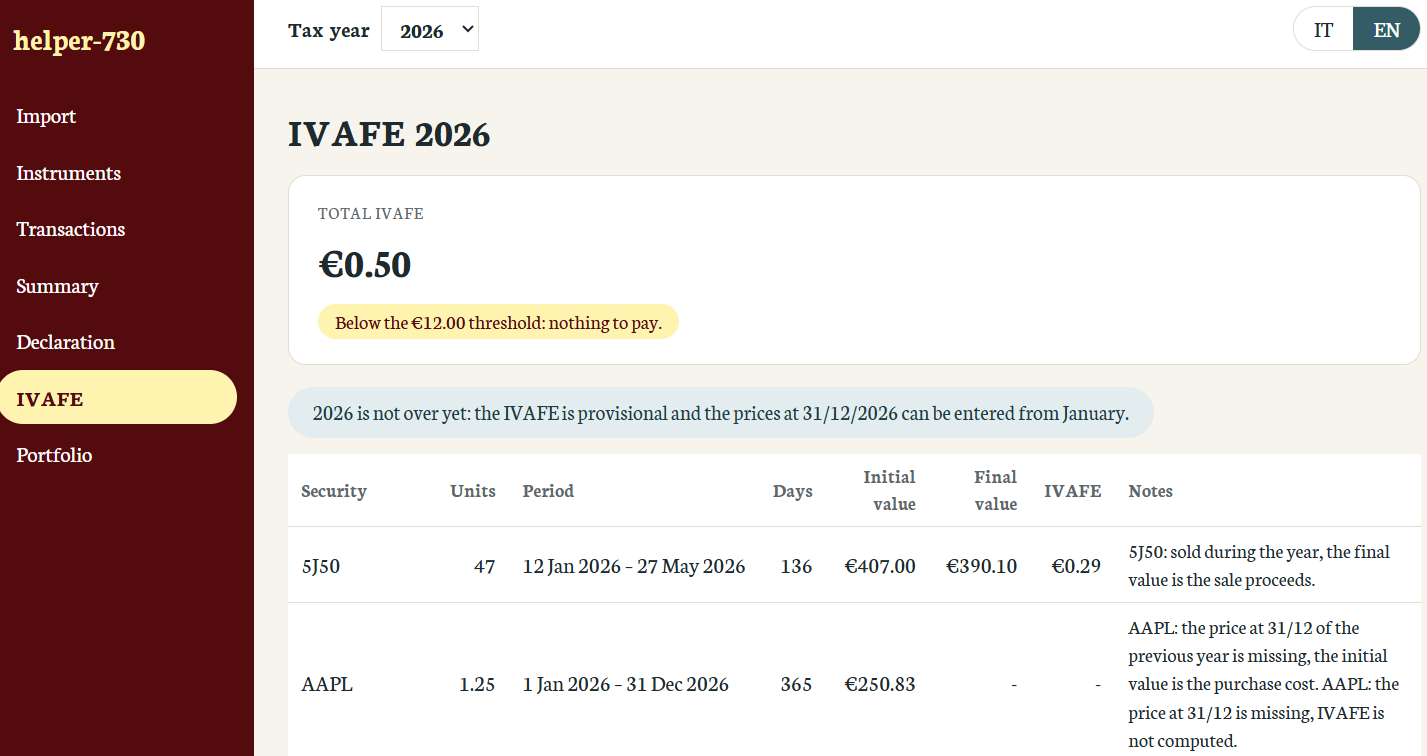 helper-730
Import
Instruments
Transactions
Summary
Declaration
IVAFE
Portfolio
Tax year 2026
IT EN
IVAFE 2026
TOTAL IVAFE
€0.50
Below the €12.00 threshold: nothing to pay.
2026 is not over yet: the IVAFE is provisional and the prices at 31/12/2026 can be entered from January.
Security Units Period Days Initial value Final value IVAFE Notes
5J50 47 12 Jan 2026 – 27 May 2026 136 €407.00 €390.10 €0.29 5J50: sold during the year, the final
value is the sale proceeds.
AAPL 1.25 1 Jan 2026 – 31 Dec 2026 365 €250.83 - - AAPL: the price at 31/12 of the
previous year is missing, the initial
value is the purchase cost. AAPL: the
price at 31/12 is missing, IVAFE is
not computed.